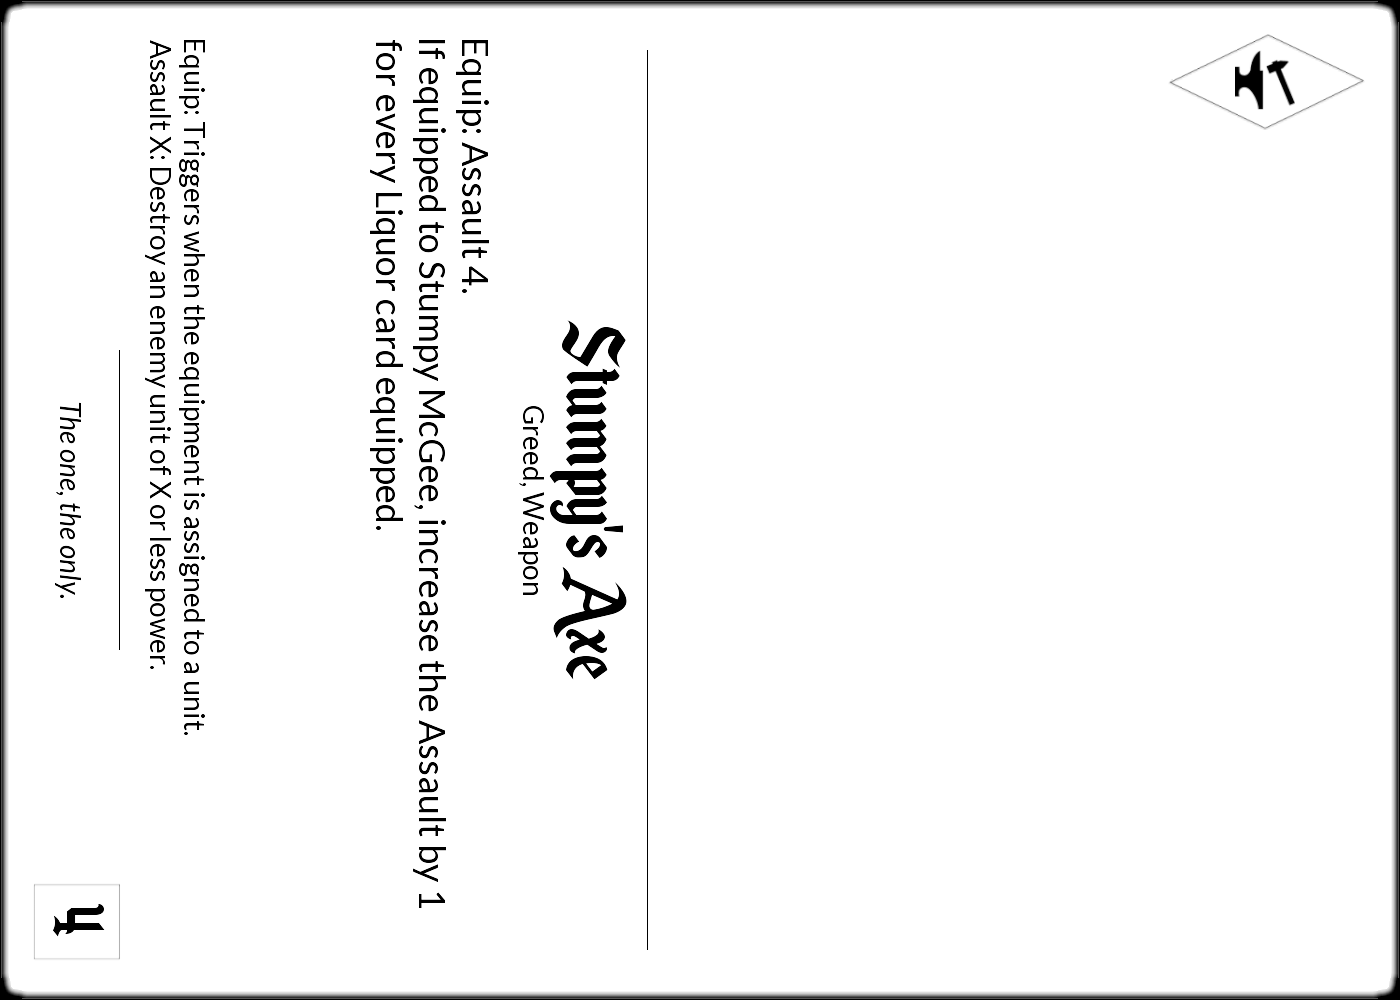 Stumpy's Axe
Greed, Weapon
Equip: Assault 4.
If equipped to Stumpy McGee, increase the Assault by 1
for every Liquor card equipped.
Equip: Triggers when the equipment is assigned to a unit.
Assault X: Destroy an enemy unit of X or less power.
The one, the only.
4